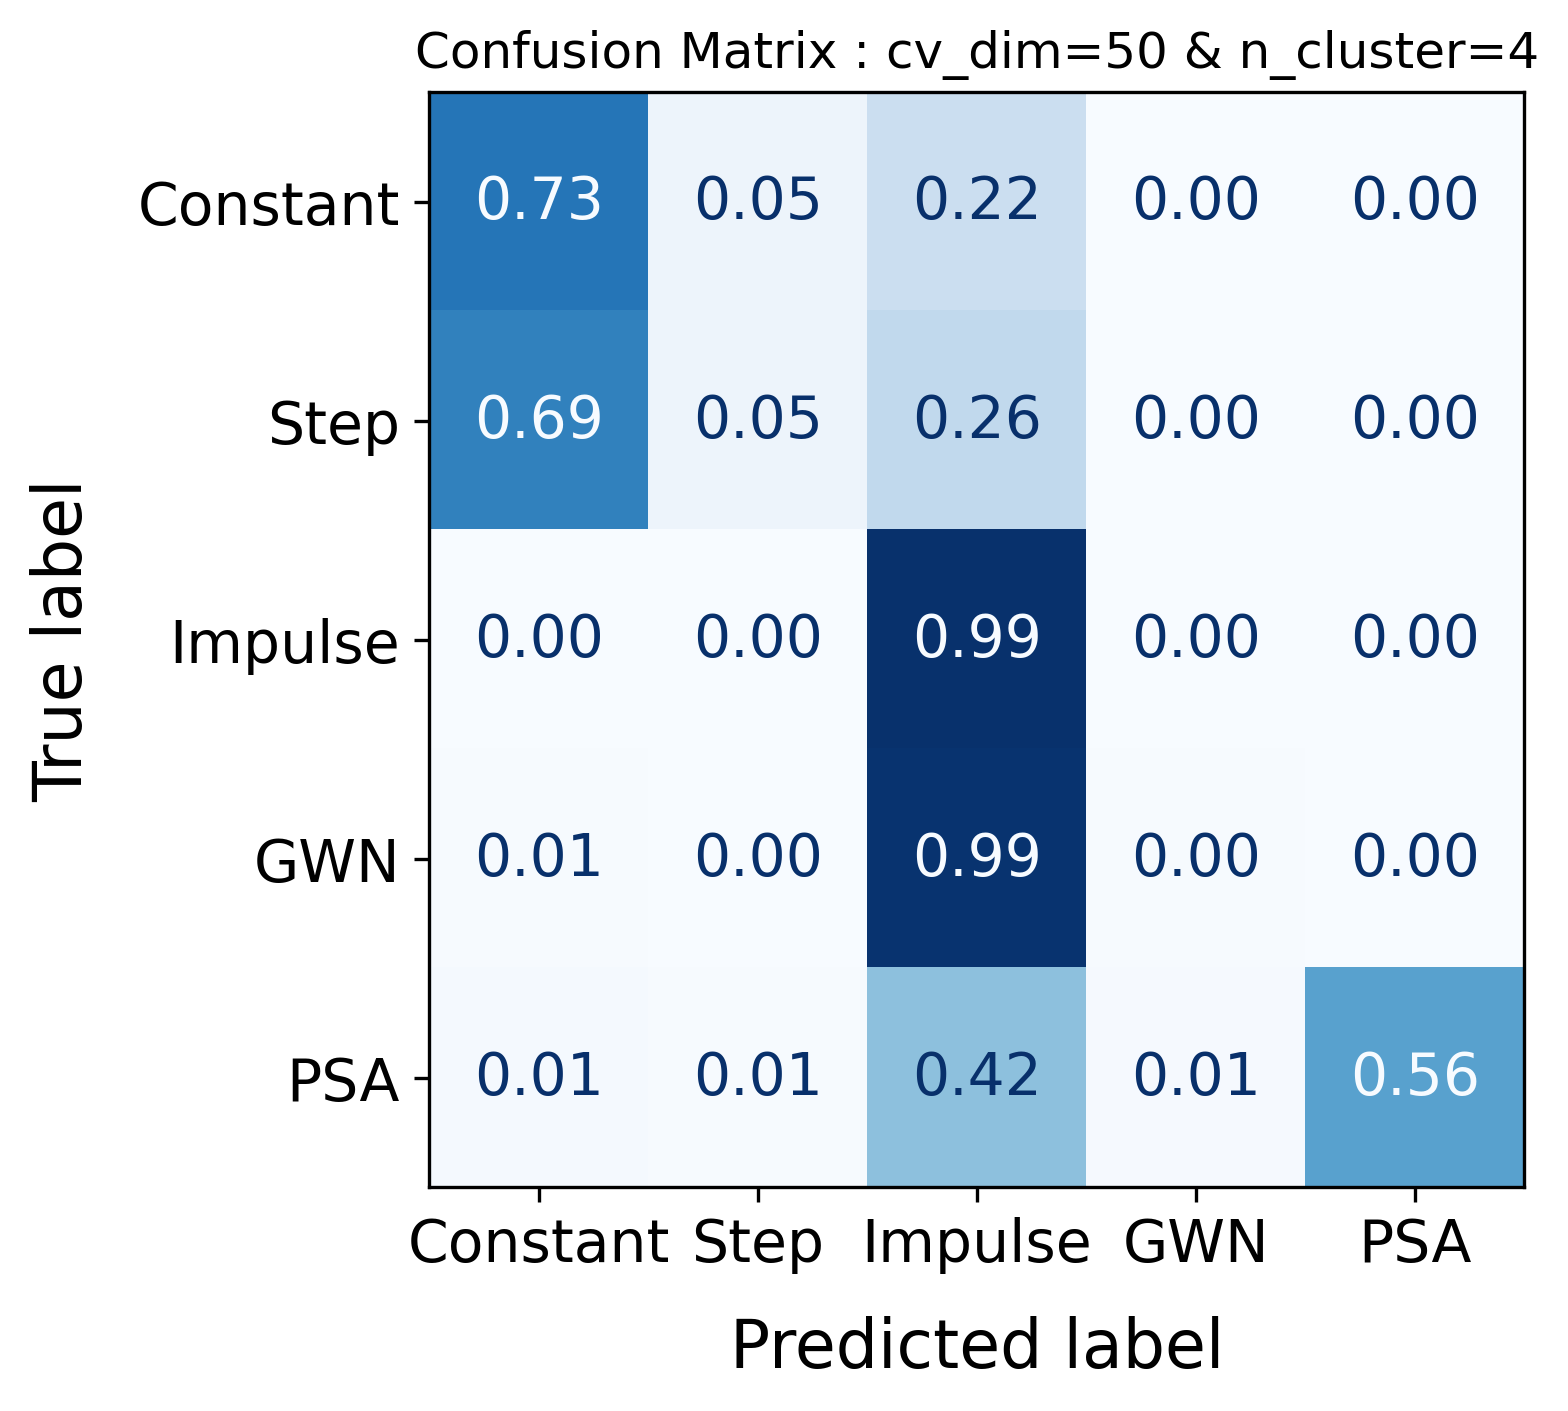 Confusion Matrix : cv_dim=50 & n_cluster=4
True label
Constant 0.73 0.05 0.22 0.00 0.00
Step 0.69 0.05 0.26 0.00 0.00
Impulse 0.00 0.00 0.99 0.00 0.00
GWN 0.01 0.00 0.99 0.00 0.00
PSA 0.01 0.01 0.42 0.01 0.56
Constant Step Impulse GWN PSA
Predicted label